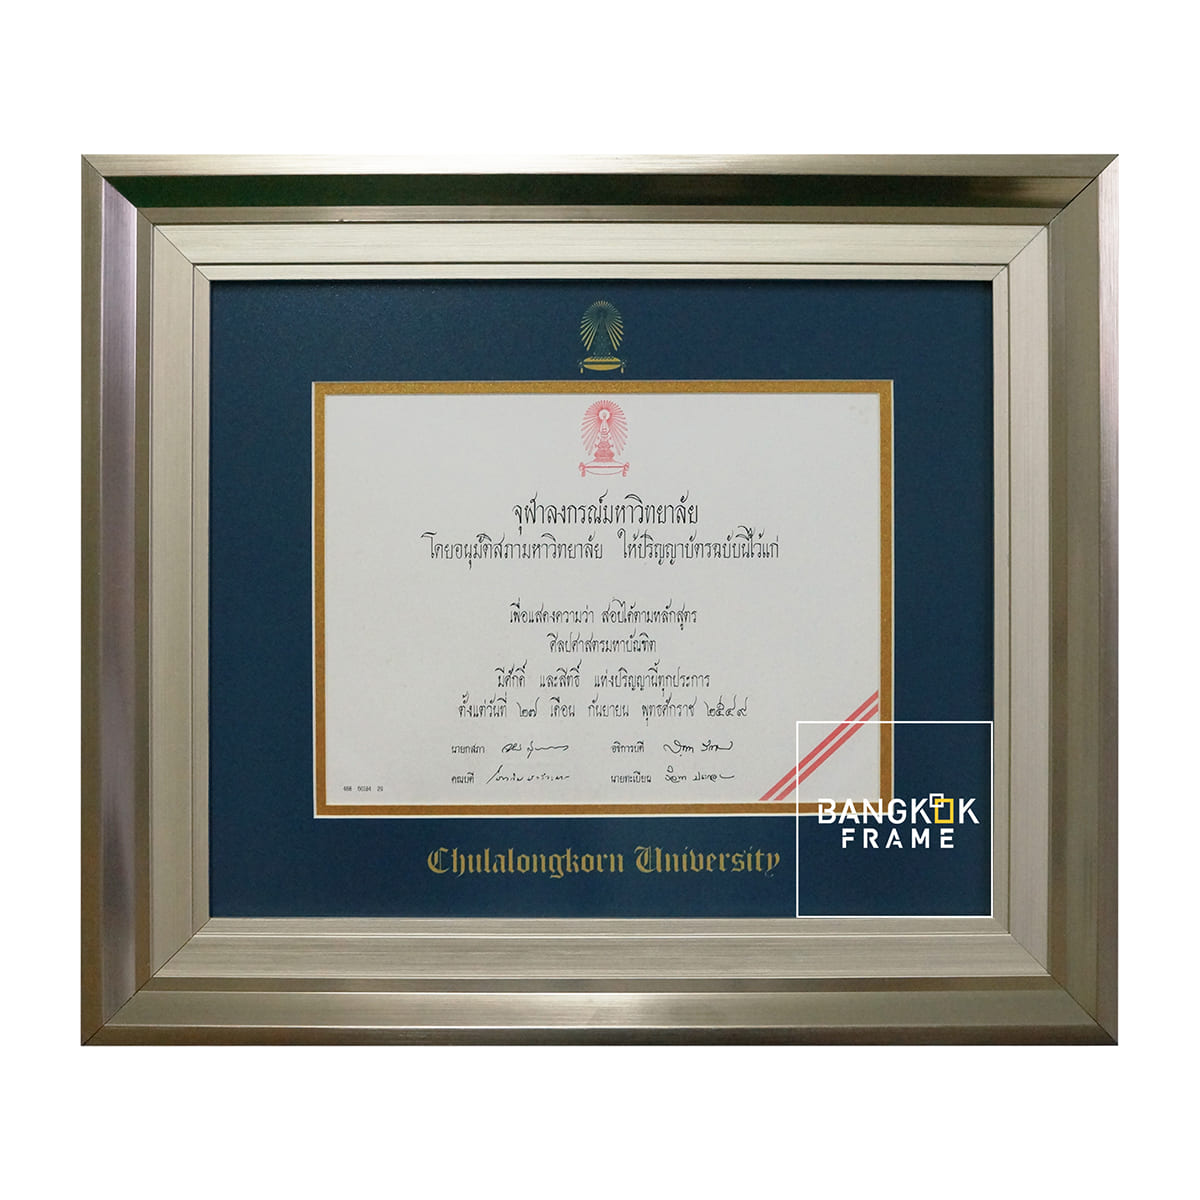 จุฬาลงกรณ์มหาวิทยาลัย
โดยอนุมัติสภามหาวิทยาลัย ให้ปริญญาบัตรฉบับนี้ไว้แก่
เพื่อแสดงความว่า สอบได้ตามหลักสูตร
ศิลปศาสตรมหาบัณฑิต
มีศักดิ์ และสิทธิ์ แห่งปริญญานี้ทุกประการ
ตั้งแต่วันที่ ๒๗ เดือน กันยายน พุทธศักราช ๒๕๔๙
นายกสภา อธิการบดี
คณบดี นายทะเบียน
Chulalongkorn University
BANGKOK
FRAME